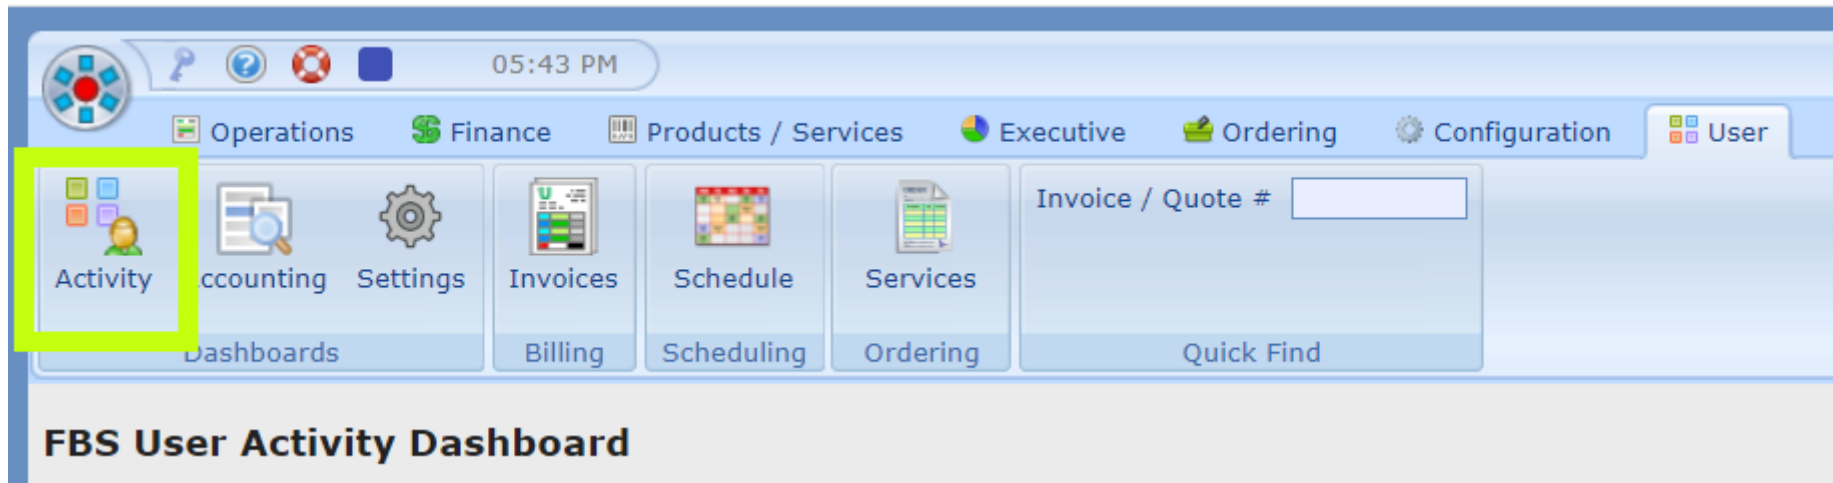 05:43 PM
Operations Finance Products / Services Executive Ordering Configuration User
Invoice / Quote #
Activity ccounting Settings Invoices Schedule Services
Dashboards Billing Scheduling Ordering Quick Find
FBS User Activity Dashboard